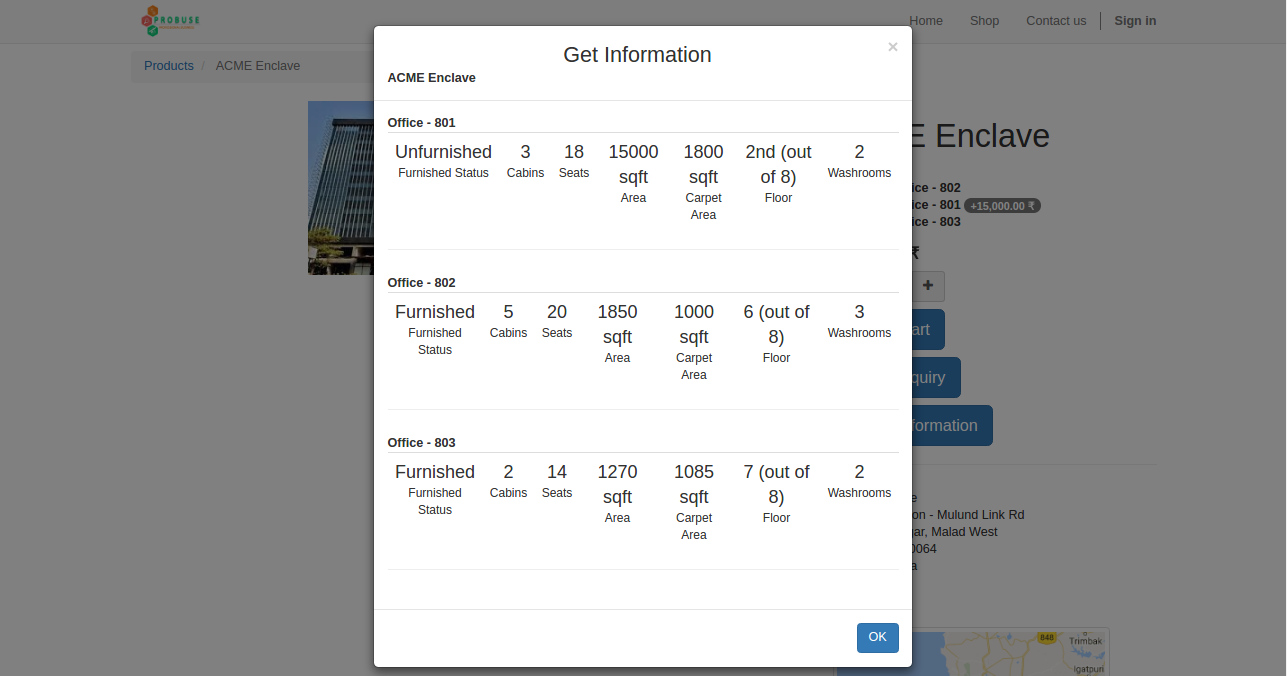 PROBUSE
Home Shop Contact us Sign in
Products / ACME Enclave
Get Information ×
ACME Enclave
Office - 801
Unfurnished 3 18 15000 1800 2nd (out 2
Furnished Status Cabins Seats sqft sqft of 8) Washrooms
Area Carpet Floor
Area
Office - 802
Furnished 5 20 1850 1000 6 (out of 3
Furnished Cabins Seats sqft sqft 8) Washrooms
Status Area Carpet Floor
Area
Office - 803
Furnished 2 14 1270 1085 7 (out of 2
Furnished Cabins Seats sqft sqft 8) Washrooms
Status Area Carpet Floor
Area
OK
E Enclave
ice - 802
ice - 801 +15,000.00 ₹
ice - 803
₹
+
art
quiry
formation
e
on - Mulund Link Rd
gar, Malad West
0064
a
848
Trimbak
Igatpuri